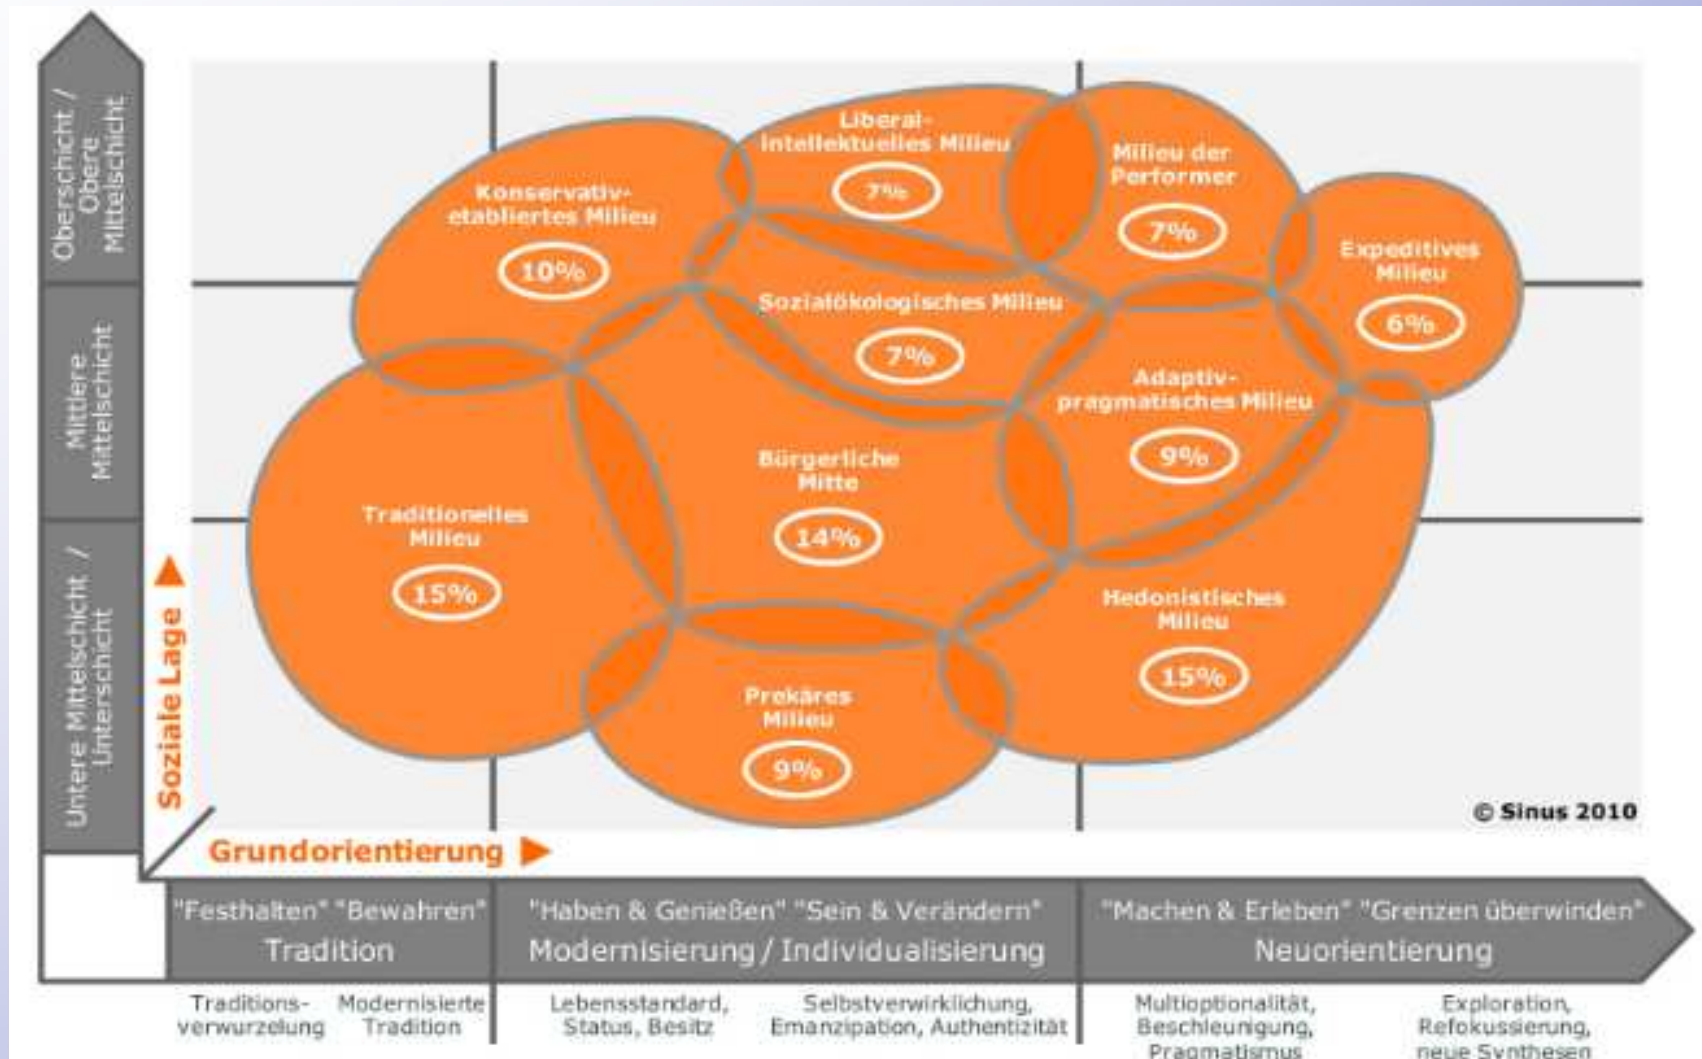 Oberschicht /
Obere
Mittelschicht
Mittlere
Mittelschicht
Untere Mittelschicht /
Unterschicht
Soziale Lage
Liberal-
intellektuelles Milieu
7%
Milieu der
Performer
7%
Konservativ-
etabliertes Milieu
10%
Expeditives
Milieu
6%
Sozialökologisches Milieu
7%
Adaptiv-
pragmatisches Milieu
9%
Bürgerliche
Mitte
14%
Traditionelles
Milieu
15%
Hedonistisches
Milieu
15%
Prekäres
Milieu
9%
© Sinus 2010
Grundorientierung
"Festhalten" "Bewahren"
Tradition
"Haben & Genießen" "Sein & Verändern"
Modernisierung / Individualisierung
"Machen & Erleben" "Grenzen überwinden"
Neuorientierung
Traditions-
verwurzelung
Modernisierte
Tradition
Lebensstandard,
Status, Besitz
Selbstverwirklichung,
Emanzipation, Authentizität
Multioptionalität,
Beschleunigung,
Pragmatismus
Exploration,
Refokussierung,
neue Synthesen